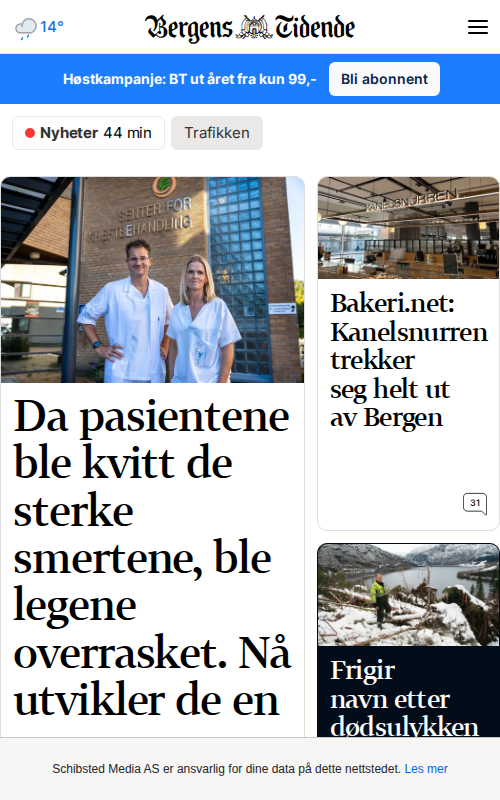 14°
Bergens Tidende
Høstkampanje: BT ut året fra kun 99,-
Bli abonnent
Nyheter 44 min
Trafikken
SENTER FOR
KREFTBEHANDLING
Da pasientene
ble kvitt de
sterke
smertene, ble
legene
overrasket. Nå
utvikler de en
KANELSNURREN
Bakeri.net:
Kanelsnurren
trekker
seg helt ut
av Bergen
31
Frigir
navn etter
dødsulykken
Schibsted Media AS er ansvarlig for dine data på dette nettstedet. Les mer